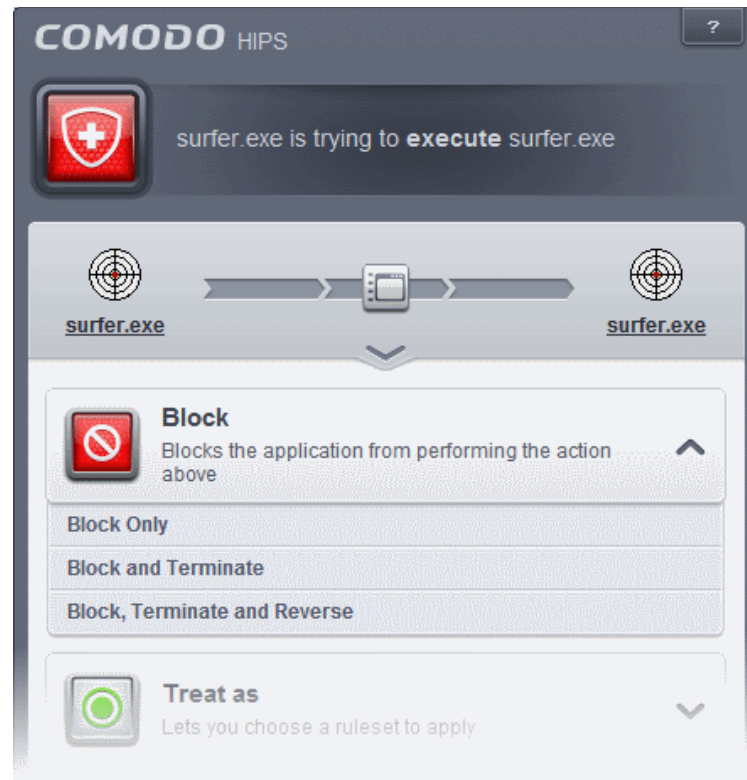 COMODO HIPS
?
surfer.exe is trying to execute surfer.exe
surfer.exe
surfer.exe
Block
Blocks the application from performing the action
above
Block Only
Block and Terminate
Block, Terminate and Reverse
Treat as
Lets you choose a ruleset to apply